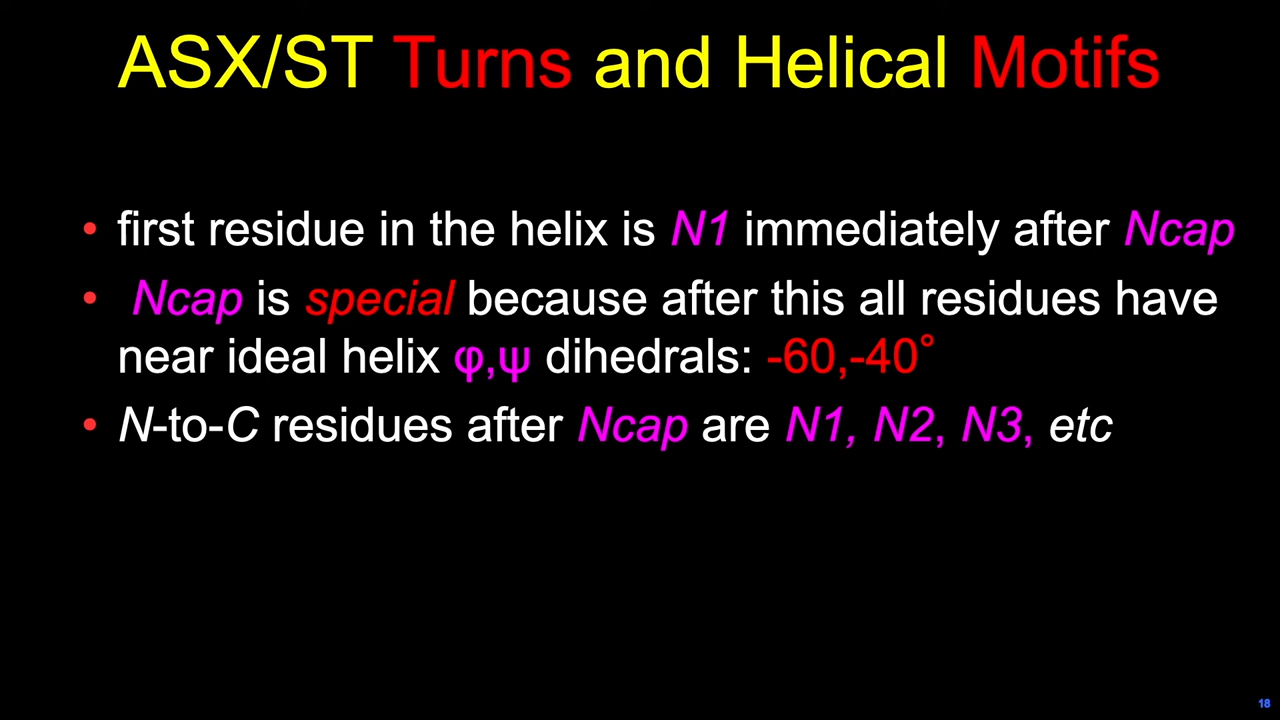 ASX/ST Turns and Helical Motifs
• first residue in the helix is N1 immediately after Ncap
• Ncap is special because after this all residues have
near ideal helix φ,ψ dihedrals: -60,-40°
• N-to-C residues after Ncap are N1, N2, N3, etc
18